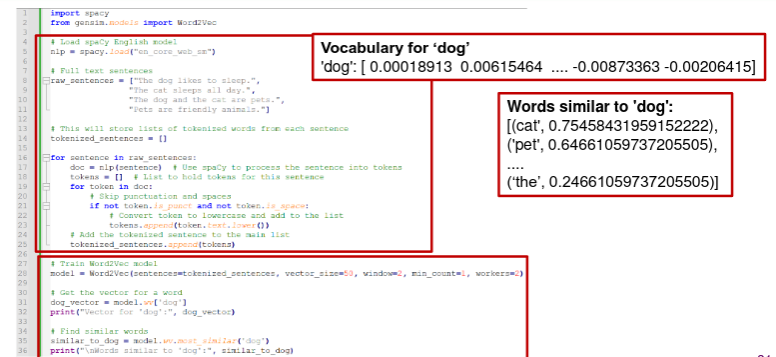 1 import spacy
2 from gensim.models import Word2Vec
3
4 # Load spaCy English model
5 nlp = spacy.load("en_core_web_sm")
6
7 # Full text sentences
8 raw_sentences = ["The dog likes to sleep.",
9 "The cat sleeps all day.",
10 "The dog and the cat are pets.",
11 "Pets are friendly animals."]
12
13 # This will store lists of tokenized words from each sentence
14 tokenized_sentences = []
15
16 for sentence in raw_sentences:
17 doc = nlp(sentence) # Use spaCy to process the sentence into tokens
18 tokens = [] # List to hold tokens for this sentence
19 for token in doc:
20 # Skip punctuation and spaces
21 if not token.is_punct and not token.is_space:
22 # Convert token to lowercase and add to the list
23 tokens.append(token.text.lower())
24 # Add the tokenized sentence to the main list
25 tokenized_sentences.append(tokens)
26
27 # Train Word2Vec model
28 model = Word2Vec(sentences=tokenized_sentences, vector_size=50, window=2, min_count=1, workers=2)
29
30 # Get the vector for a word
31 dog_vector = model.wv['dog']
32 print("Vector for 'dog':", dog_vector)
33
34 # Find similar words
35 similar_to_dog = model.wv.most_similar('dog')
36 print("\nWords similar to 'dog':", similar_to_dog)
Vocabulary for ‘dog’
'dog': [ 0.00018913 0.00615464 .... -0.00873363 -0.00206415]
Words similar to 'dog':
[('cat', 0.75458431959152222),
('pet', 0.64661059737205505),
....
(‘the’, 0.24661059737205505)]